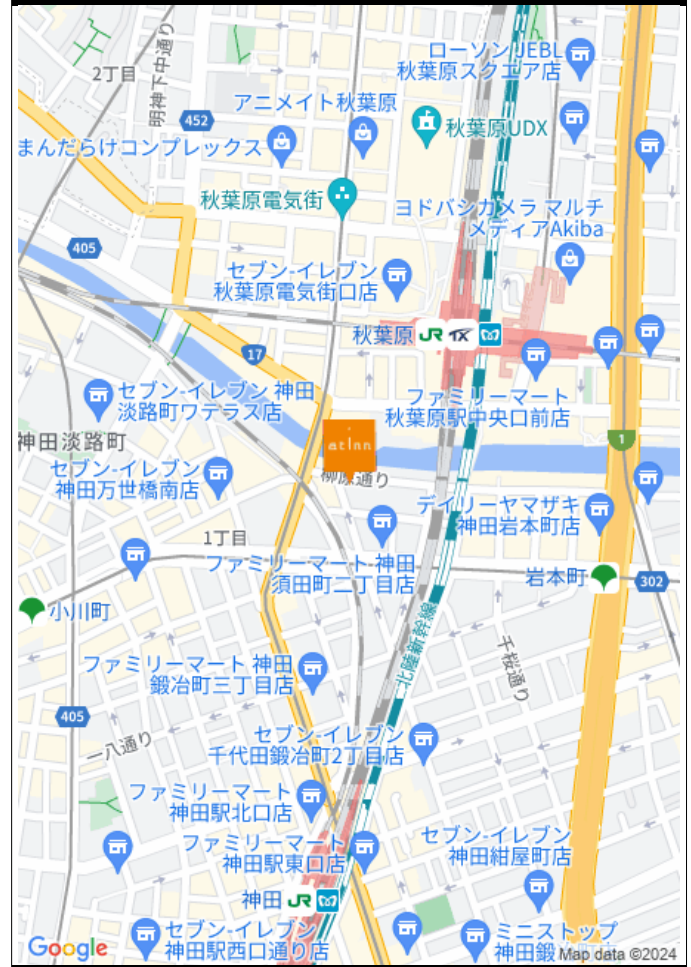 ローソン JEBL
秋葉原スクエア店
2丁目
明神下中通り
アニメイト秋葉原
452
秋葉原UDX
まんだらけコンプレックス
秋葉原電気街
ヨドバシカメラ マルチ
メディアAkiba
405
セブン-イレブン
秋葉原電気街口店
秋葉原 JR TX
17
セブン-イレブン 神田
淡路町ワテラス店
ファミリーマート
秋葉原駅中央口前店
神田淡路町
at inn
1
セブン-イレブン
神田万世橋南店
柳原通り
デイリーヤマザキ
神田岩本町店
1丁目
ファミリーマート 神田
須田町二丁目店
岩本町
302
小川町
北陸新幹線
千桜通り
ファミリーマート 神田
鍛冶町三丁目店
405
一八通り
セブン-イレブン
千代田鍛冶町2丁目店
ファミリーマート
神田駅北口店
ファミリーマート
神田駅東口店
セブン-イレブン
神田紺屋町店
神田 JR
セブン-イレブン
神田駅西口通り店
ミニストップ
神田鍛
Google
Map data ©2024